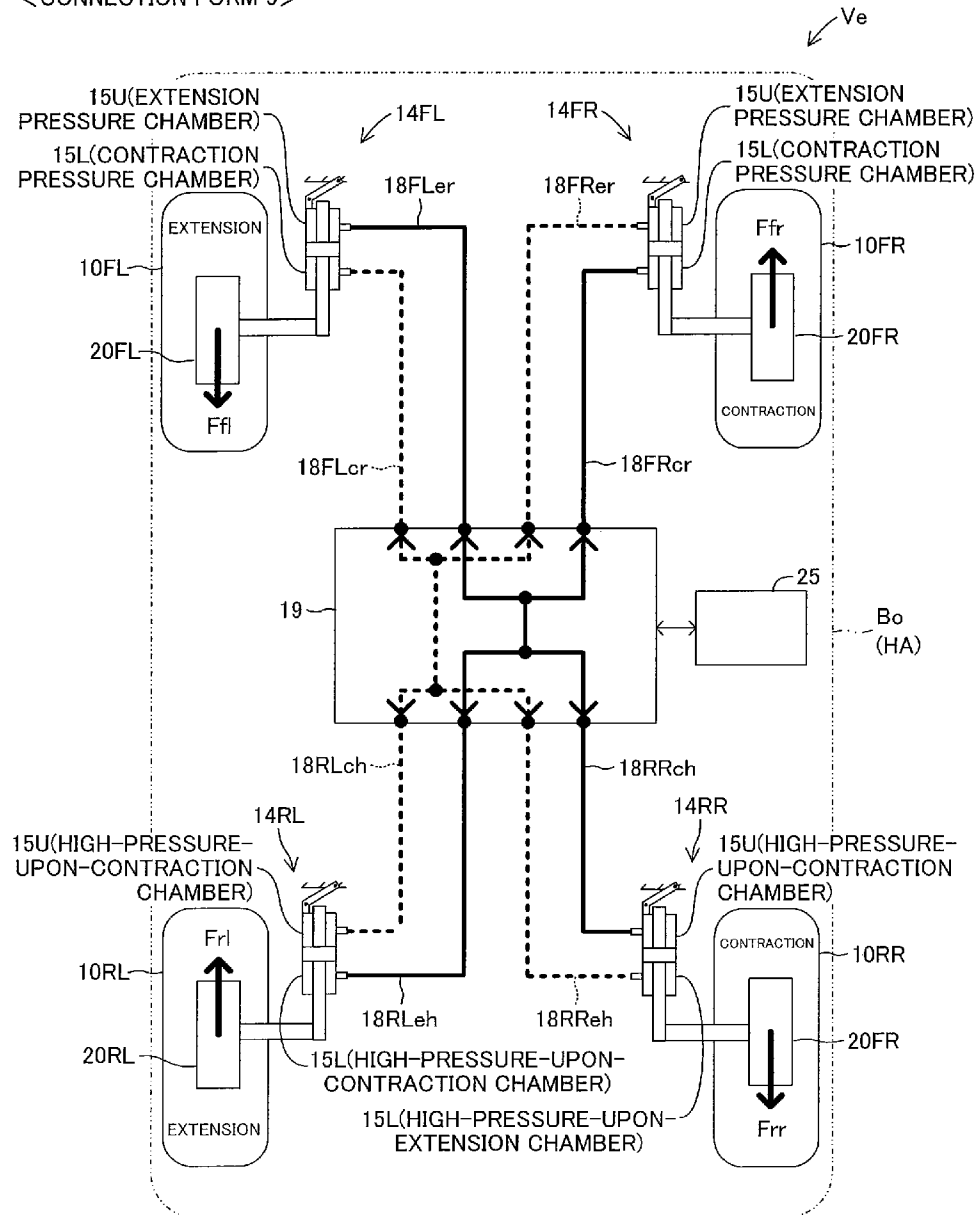 Ve
15U(EXTENSION
PRESSURE CHAMBER)
14FL
14FR
15U(EXTENSION
PRESSURE CHAMBER)
15L(CONTRACTION
PRESSURE CHAMBER)
18FLer
18FRer
15L(CONTRACTION
PRESSURE CHAMBER)
EXTENSION
Ffr
10FL
10FR
20FL
20FR
Ffl
CONTRACTION
18FLcr
18FRcr
19
25
Bo
(HA)
18RLch
18RRch
14RL
14RR
15U(HIGH-PRESSURE-
UPON-CONTRACTION
CHAMBER)
15U(HIGH-PRESSURE-
UPON-CONTRACTION
CHAMBER)
Frl
CONTRACTION
10RL
10RR
18RLeh
18RReh
20RL
20FR
15L(HIGH-PRESSURE-UPON-
CONTRACTION CHAMBER)
15L(HIGH-PRESSURE-UPON-
EXTENSION CHAMBER)
EXTENSION
Frr